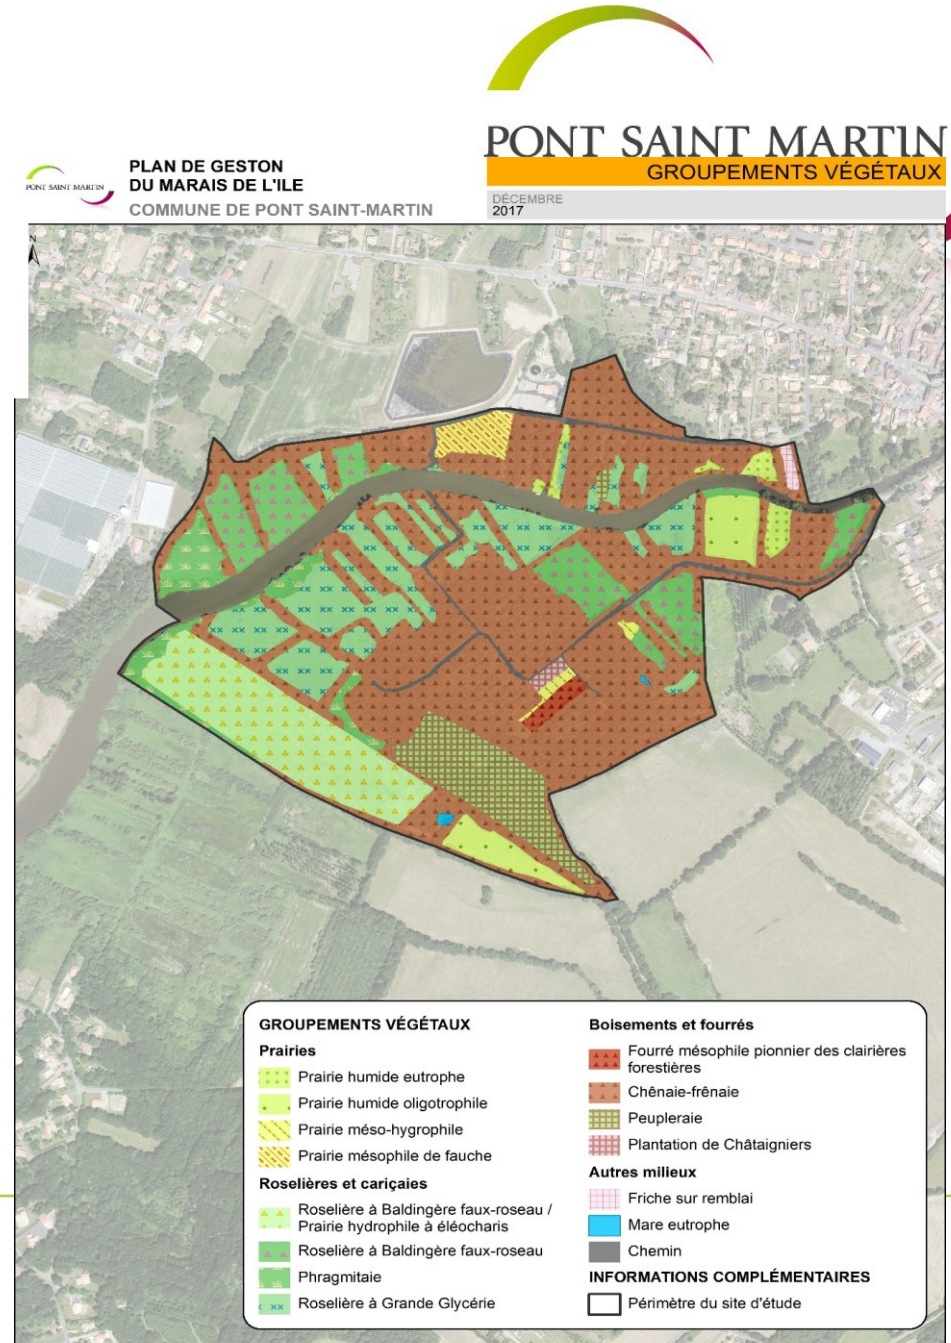 PONT SAINT MARTIN
GROUPEMENTS VÉGÉTAUX
PONT SAINT MARTIN
PLAN DE GESTON
DU MARAIS DE L'ILE
COMMUNE DE PONT SAINT-MARTIN
DÉCEMBRE
2017
N
GROUPEMENTS VÉGÉTAUX
Prairies
Prairie humide eutrophe
Prairie humide oligotrophile
Prairie méso-hygrophile
Prairie mésophile de fauche
Roselières et cariçaies
Roselière à Baldingère faux-roseau /
Prairie hydrophile à éléocharis
Roselière à Baldingère faux-roseau
Phragmitaie
Roselière à Grande Glycérie
Boisements et fourrés
Fourré mésophile pionnier des clairières
forestières
Chênaie-frênaie
Peupleraie
Plantation de Châtaigniers
Autres milieux
Friche sur remblai
Mare eutrophe
Chemin
INFORMATIONS COMPLÉMENTAIRES
Périmètre du site d'étude